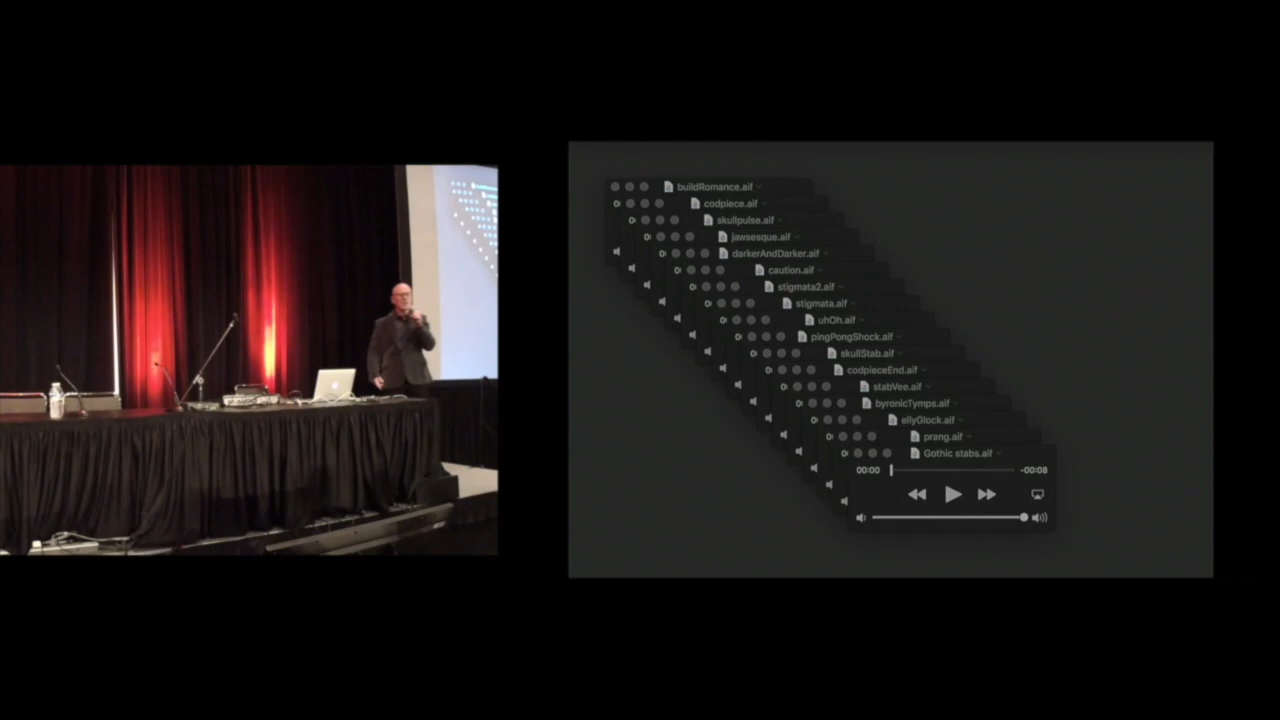 buildRomance.aif
codpiece.aif
skullpulse.aif
jawsesque.aif
darkerAndDarker.aif
caution.aif
stigmata2.aif
stigmata.aif
uhOh.aif
pingPongShock.aif
skullStab.aif
codpieceEnd.aif
stabVee.aif
byronicTymps.aif
ellyGlock.aif
prang.aif
Gothic stabs.aif
00:00 -00:08